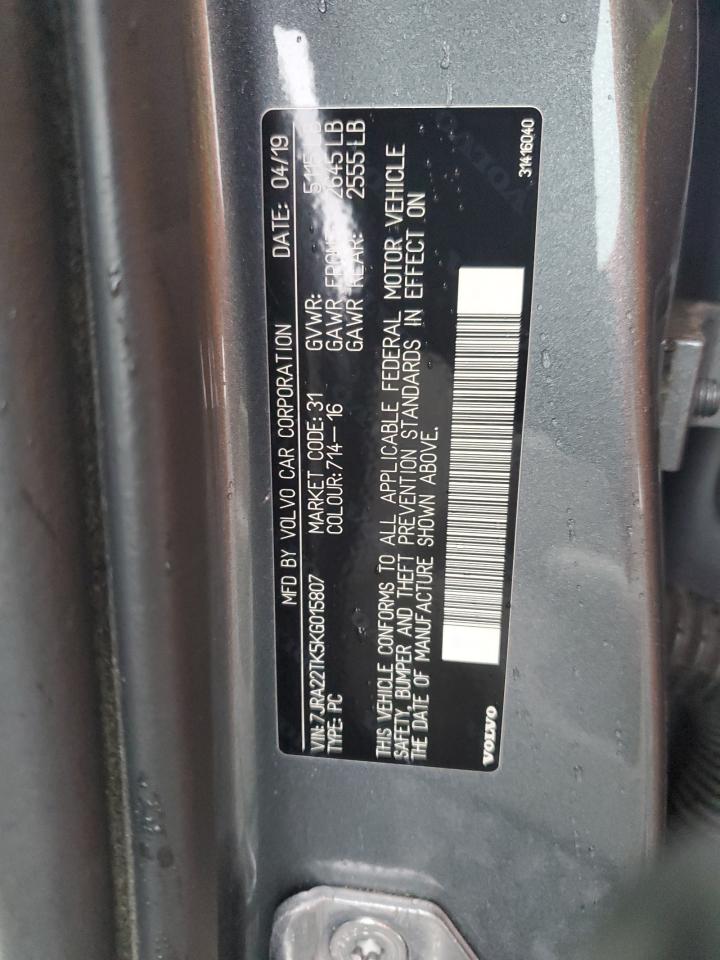 MFD BY VOLVO CAR CORPORATION DATE: 04/19
VIN: 7JRA22TK5KG015807 MARKET CODE: 31 GVWR: 5115 LB
TYPE: PC COLOUR: 714-16 GAWR FRONT: 2645 LB
GAWR REAR: 2555 LB
THIS VEHICLE CONFORMS TO ALL APPLICABLE FEDERAL MOTOR VEHICLE
SAFETY, BUMPER AND THEFT PREVENTION STANDARDS IN EFFECT ON
THE DATE OF MANUFACTURE SHOWN ABOVE.
VOLVO
31416040